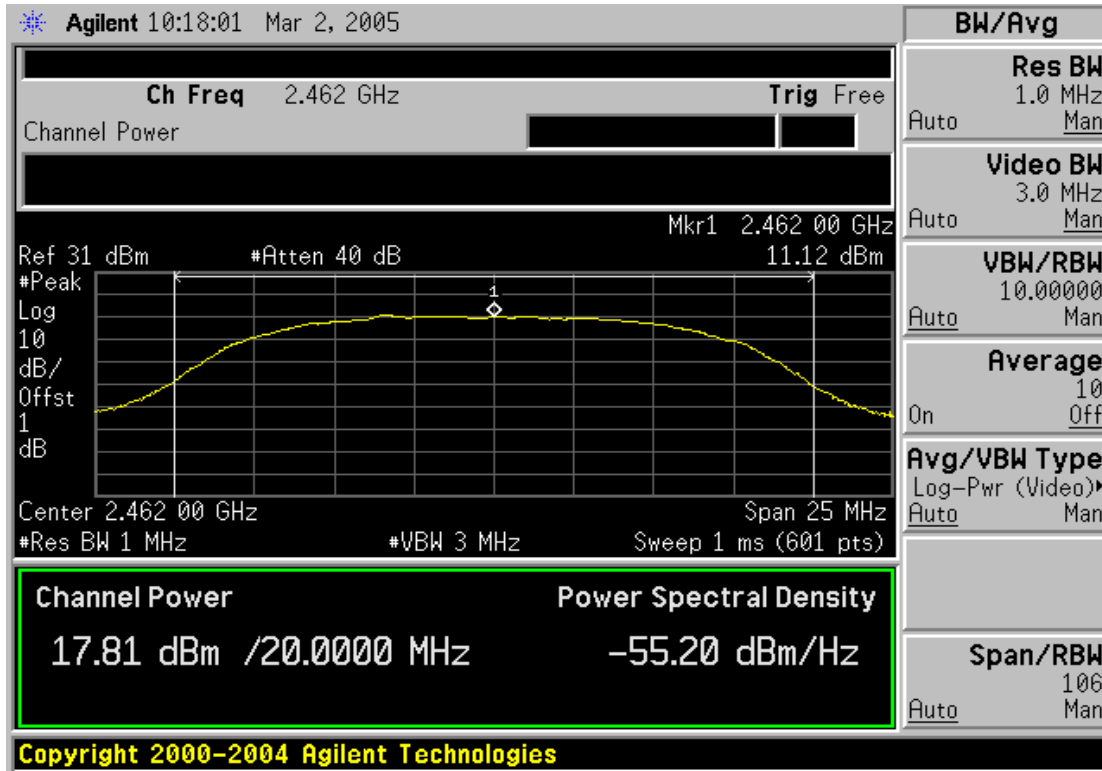 Agilent 10:18:01 Mar 2, 2005
BW/Avg
Ch Freq 2.462 GHz
Trig Free
Channel Power
Mkr1 2.462 00 GHz
Ref 31 dBm
#Atten 40 dB
11.12 dBm
#Peak
Log
10
dB/
Offst
1
dB
1
Center 2.462 00 GHz
Span 25 MHz
#Res BW 1 MHz
#VBW 3 MHz
Sweep 1 ms (601 pts)
Channel Power
Power Spectral Density
17.81 dBm /20.0000 MHz
-55.20 dBm/Hz
Res BW
1.0 MHz
Auto Man
Video BW
3.0 MHz
Auto Man
VBW/RBW
10.00000
Auto Man
Average
10
On Off
Avg/VBW Type
Log-Pwr (Video)
Auto Man
Span/RBW
106
Auto Man
Copyright 2000-2004 Agilent Technologies